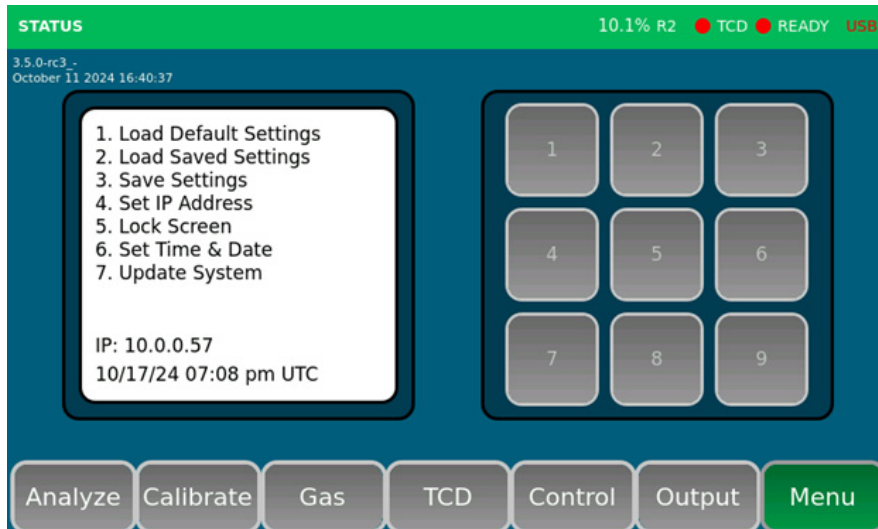 STATUS 10.1% R2 TCD READY USB
3.5.0-rc3_-
October 11 2024 16:40:37
1. Load Default Settings
2. Load Saved Settings
3. Save Settings
4. Set IP Address
5. Lock Screen
6. Set Time & Date
7. Update System
IP: 10.0.0.57
10/17/24 07:08 pm UTC
1 2 3
4 5 6
7 8 9
Analyze Calibrate Gas TCD Control Output Menu